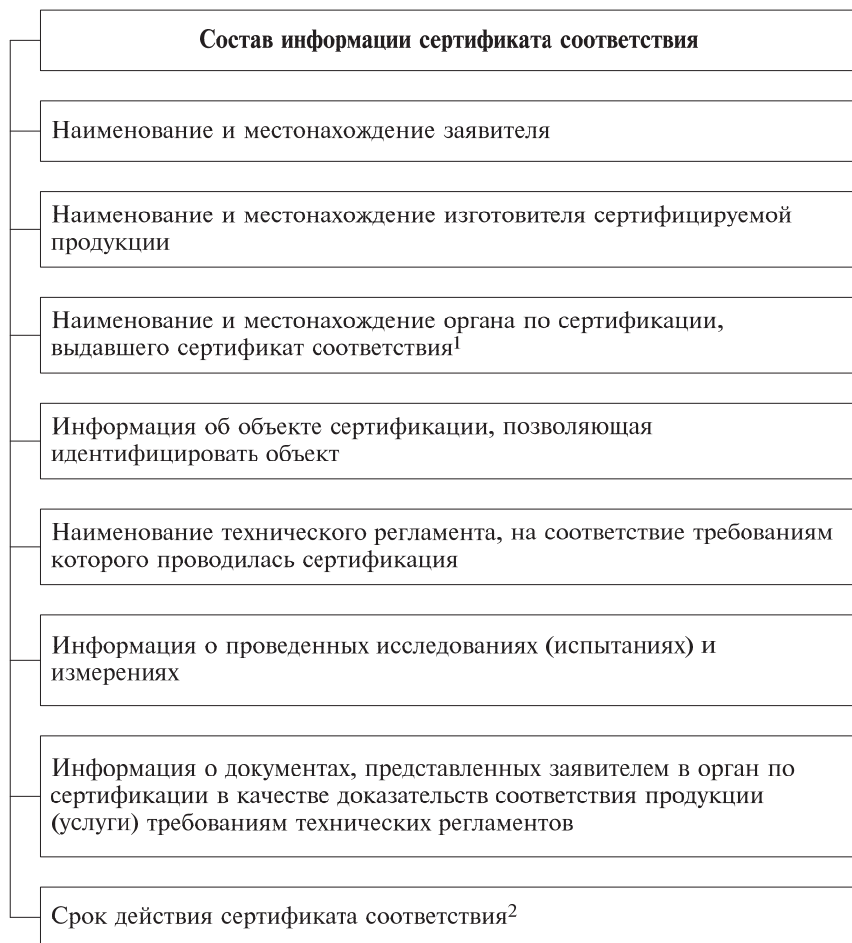 Состав информации сертификата соответствия
Наименование и местонахождение заявителя
Наименование и местонахождение изготовителя сертифицируемой
продукции
Наименование и местонахождение органа по сертификации,
выдавшего сертификат соответствия¹
Информация об объекте сертификации, позволяющая
идентифицировать объект
Наименование технического регламента, на соответствие требованиям
которого проводилась сертификация
Информация о проведенных исследованиях (испытаниях) и
измерениях
Информация о документах, представленных заявителем в орган по
сертификации в качестве доказательств соответствия продукции
(услуги) требованиям технических регламентов
Срок действия сертификата соответствия²